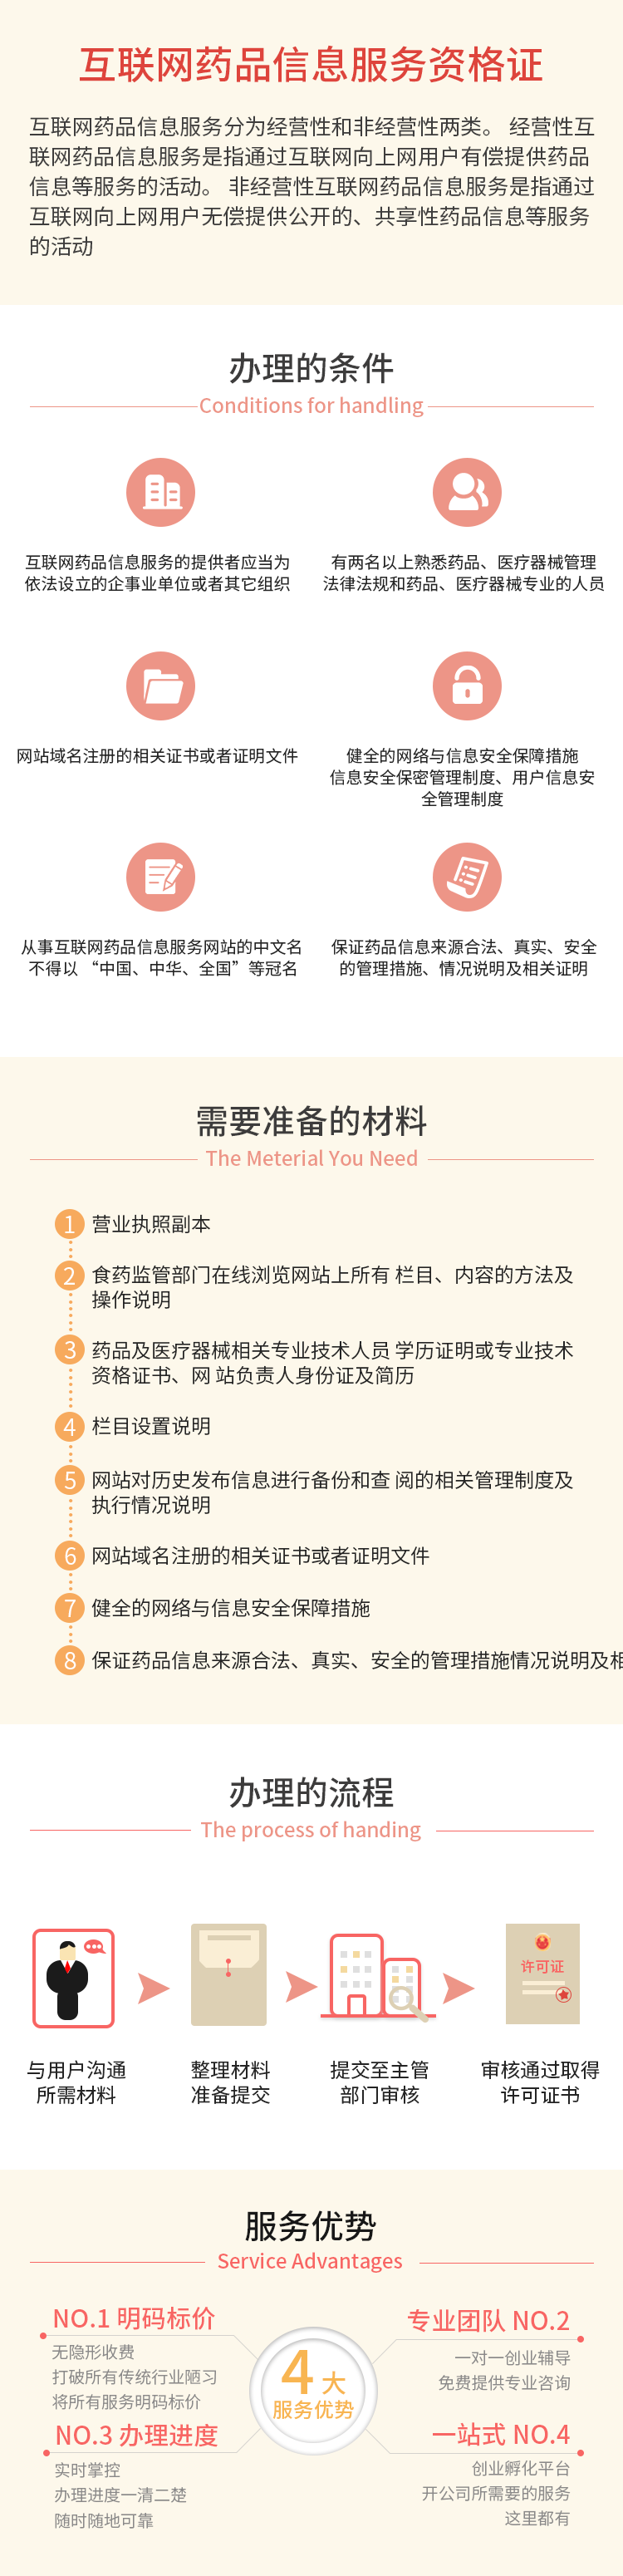 互联网药品信息服务资格证
互联网药品信息服务分为经营性和非经营性两类。 经营性互
联网药品信息服务是指通过互联网向上网用户有偿提供药品
信息等服务的活动。 非经营性互联网药品信息服务是指通过
互联网向上网用户无偿提供公开的、共享性药品信息等服务
的活动
办理的条件
Conditions for handling
互联网药品信息服务的提供者应当为
依法设立的企事业单位或者其它组织
有两名以上熟悉药品、医疗器械管理
法律法规和药品、医疗器械专业的人员
网站域名注册的相关证书或者证明文件
健全的网络与信息安全保障措施
信息安全保密管理制度、用户信息安
全管理制度
从事互联网药品信息服务网站的中文名
不得以 “中国、中华、全国”等冠名
保证药品信息来源合法、真实、安全
的管理措施、情况说明及相关证明
需要准备的材料
The Meterial You Need
1 营业执照副本
2 食药监管部门在线浏览网站上所有 栏目、内容的方法及
操作说明
3 药品及医疗器械相关专业技术人员 学历证明或专业技术
资格证书、网 站负责人身份证及简历
4 栏目设置说明
5 网站对历史发布信息进行备份和查 阅的相关管理制度及
执行情况说明
6 网站域名注册的相关证书或者证明文件
7 健全的网络与信息安全保障措施
8 保证药品信息来源合法、真实、安全的管理措施情况说明及相
办理的流程
The process of handing
许可证
与用户沟通
所需材料
整理材料
准备提交
提交至主管
部门审核
审核通过取得
许可证书
服务优势
Service Advantages
NO.1 明码标价
无隐形收费
打破所有传统行业陋习
将所有服务明码标价
专业团队 NO.2
一对一创业辅导
免费提供专业咨询
4 大
服务优势
NO.3 办理进度
实时掌控
办理进度一清二楚
随时随地可靠
一站式 NO.4
创业孵化平台
开公司所需要的服务
这里都有